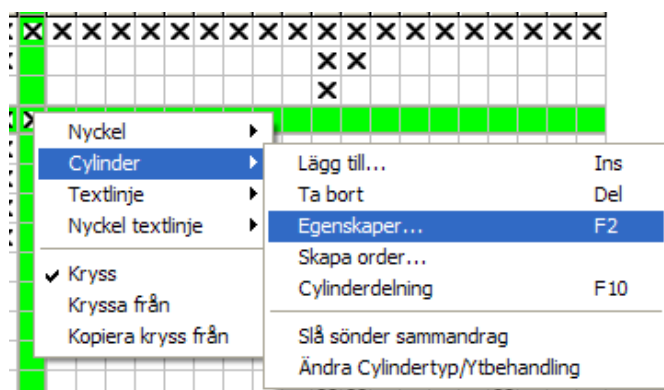 Nyckel
Cylinder
Textlinje
Nyckel textlinje
Kryss
Kryssa från
Kopiera kryss från
Lägg till... Ins
Ta bort Del
Egenskaper... F2
Skapa order...
Cylinderdelning F10
Slå sönder sammandrag
Ändra Cylindertyp/Ytbehandling